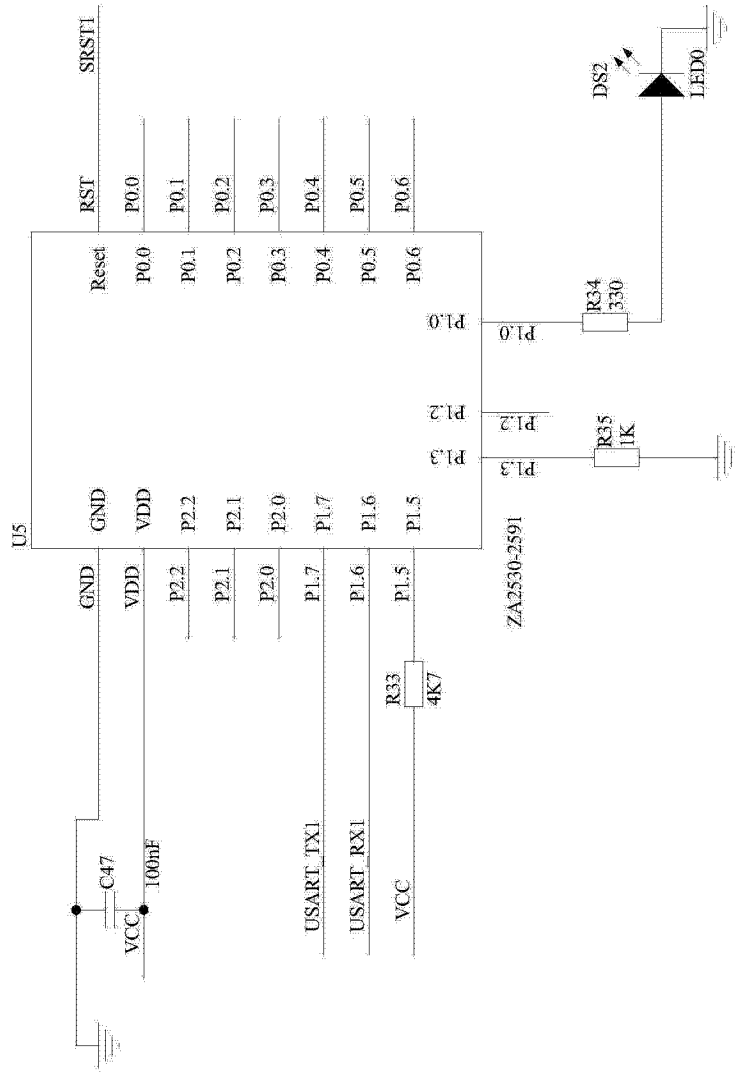 U5
GND
VDD
P2.2
P2.1
P2.0
P1.7
P1.6
P1.5
GND
VDD
P2.2
P2.1
P2.0
P1.7
P1.6
P1.5
Reset
P0.0
P0.1
P0.2
P0.3
P0.4
P0.5
P0.6
RST
P0.0
P0.1
P0.2
P0.3
P0.4
P0.5
P0.6
SRST1
P1.3
P1.2
P1.0
P1.3
P1.2
P1.0
ZA2530-2591
C47
100nF
VCC
USART_TX1
USART_RX1
VCC
R33
4K7
R35
1K
R34
330
DS2
LED0